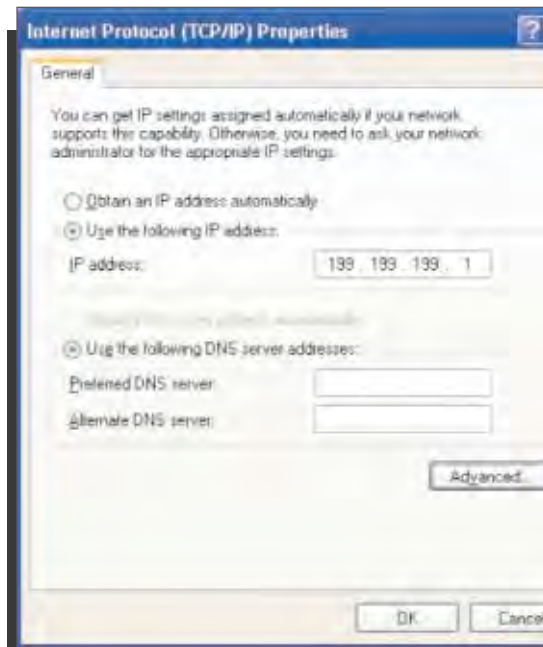 Internet Protocol (TCP/IP) Properties
?
General
You can get IP settings assigned automatically if your network
supports this capability. Otherwise, you need to ask your network
administrator for the appropriate IP settings.
Obtain an IP address automatically
Use the following IP address:
IP address: 199 . 199 . 199 . 1
Use the following DNS server addresses:
Preferred DNS server:
Alternate DNS server:
Advanced...
OK
Cancel